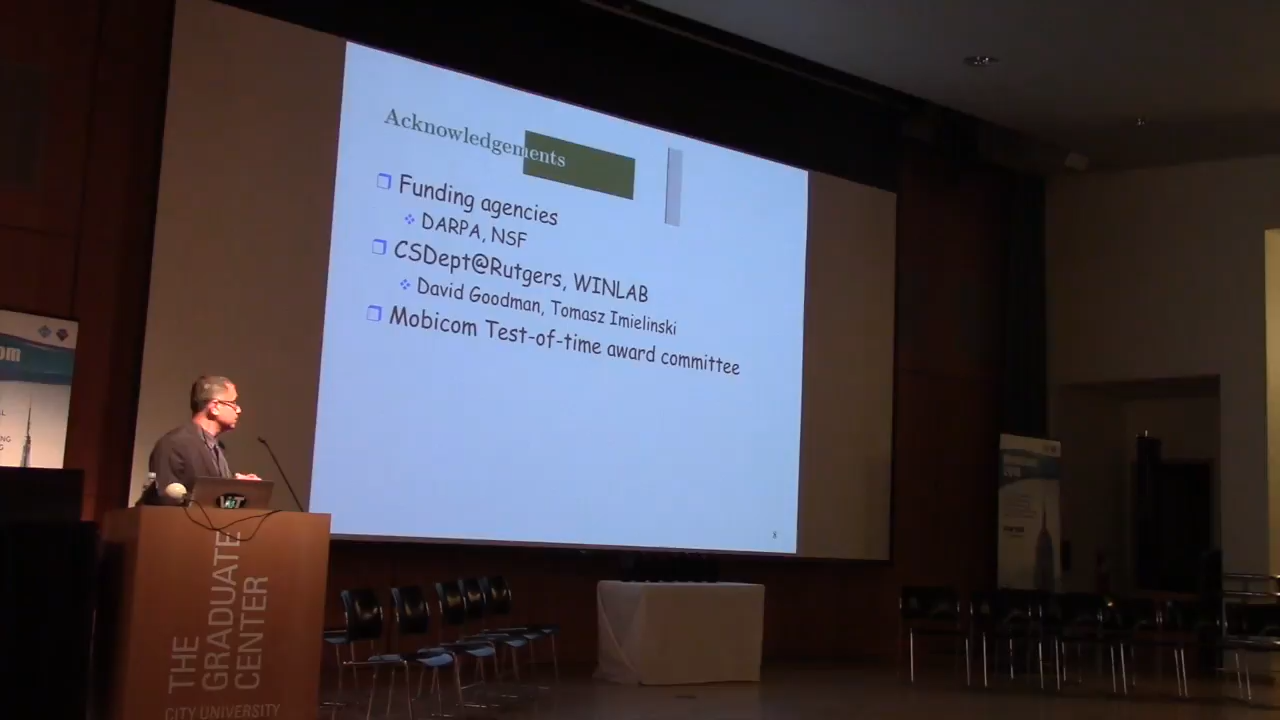 Acknowledgements
Funding agencies
DARPA, NSF
CSDept@Rutgers, WINLAB
David Goodman, Tomasz Imielinski
Mobicom Test-of-time award committee
THE
GRADUATE
CENTER
CITY UNIVERSITY